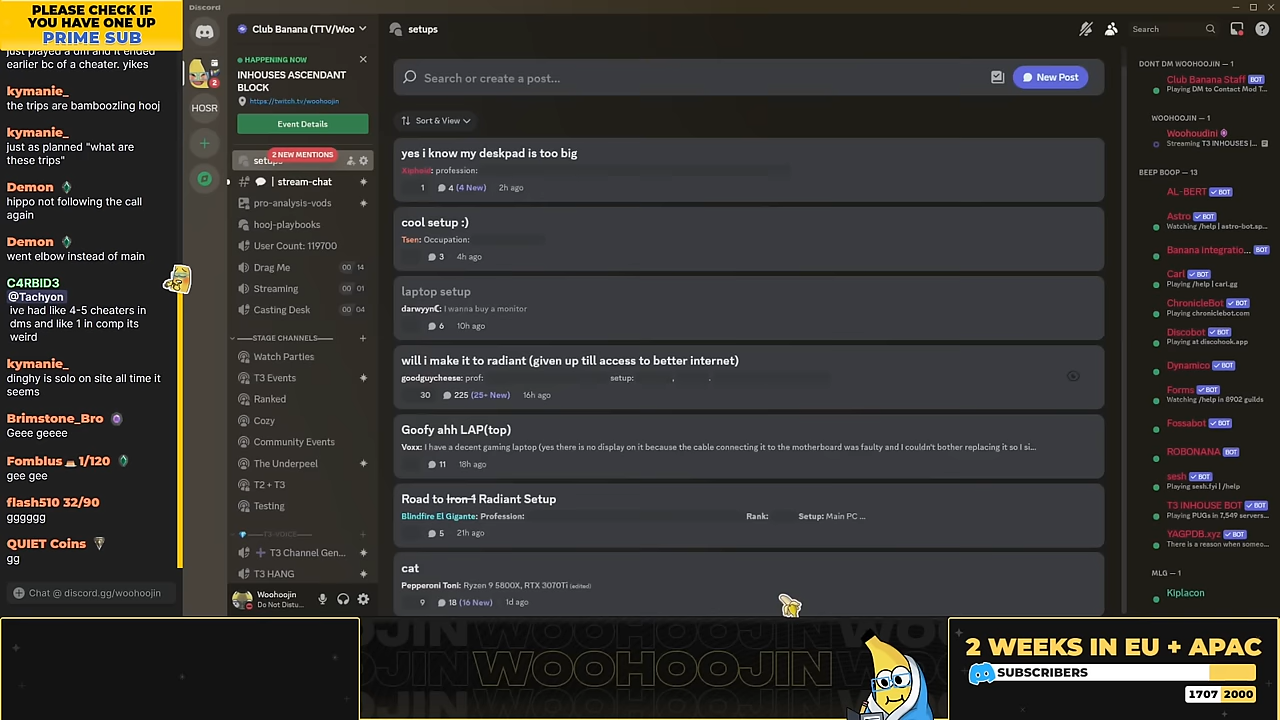 PLEASE CHECK IF
YOU HAVE ONE UP
PRIME SUB
just played a dm and it ended
earlier bc of a cheater. yikes
kymanie_
the trips are bamboozling hooj
kymanie_
just as planned "what are
these trips"
Demon
hippo not following the call
again
Demon
went elbow instead of main
C4RBID3
@Tachyon
ive had like 4-5 cheaters in
dms and like 1 in comp its
weird
kymanie_
dinghy is solo on site all time it
seems
Brimstone_Bro
Geee geeee
Fomblus 1/120
gee gee
flash510 32/90
gggggg
QUIET Coins
gg
Chat @ discord.gg/woohoojin
Discord
2
HOSR
Club Banana (TTV/Woo
HAPPENING NOW
INHOUSES ASCENDANT
BLOCK
https://twitch.tv/woohoojin
Event Details
2 NEW MENTIONS
setups
| stream-chat
pro-analysis-vods
hooj-playbooks
User Count: 119700
Drag Me 00 14
Streaming 00 01
Casting Desk 00 04
STAGE CHANNELS
Watch Parties
T3 Events
Ranked
Cozy
Community Events
The Underpeel
T2 + T3
Testing
T3-VOICE
T3 Channel Gen...
T3 HANG
Woohoojin
Do Not Distu...
setups
Search
Search or create a post...
New Post
Sort & View
yes i know my deskpad is too big
Xiphoid: profession:
1 4 (4 New) 2h ago
cool setup :)
Tsen: Occupation:
3 4h ago
laptop setup
darwyn☾: I wanna buy a monitor
6 10h ago
will i make it to radiant (given up till access to better internet)
goodguycheese: prof: setup: , .
30 225 (25+ New) 16h ago
Goofy ahh LAP(top)
Voxx: I have a decent gaming laptop (yes there is no display on it because the cable connecting it to the motherboard was faulty and I couldn't bother replacing it so I si...
11 18h ago
Road to Iron 1 Radiant Setup
Blindfire El Gigante: Profession: Rank: Setup: Main PC ...
5 21h ago
cat
Pepperoni Toni: Ryzen 9 5800X, RTX 3070Ti (edited)
9 18 (16 New) 1d ago
DONT DM WOOHOOJIN — 1
Club Banana Staff BOT
Playing DM to Contact Mod T...
WOOHOOJIN — 1
Woohoudini
Streaming T3 INHOUSES |...
BEEP BOOP — 13
AL-BERT BOT
Astro BOT
Watching /help | astro-bot.sp...
Banana Integratio... BOT
Carl BOT
Playing /help | carl.gg
ChronicleBot BOT
Playing chroniclebot.com
Discobot BOT
Playing at discohook.app
Dynamico BOT
Forms BOT
Watching /help in 8902 guilds
Fossabot BOT
ROBONANA BOT
sesh BOT
Playing sesh.fyi | /help
T3 INHOUSE BOT BOT
Playing PUGs in 7,549 servers...
YAGPDB.xyz BOT
There is a reason when someo...
MLG — 1
Kiplacon
WOOHOOJIN
2 WEEKS IN EU + APAC
SUBSCRIBERS
1707 2000